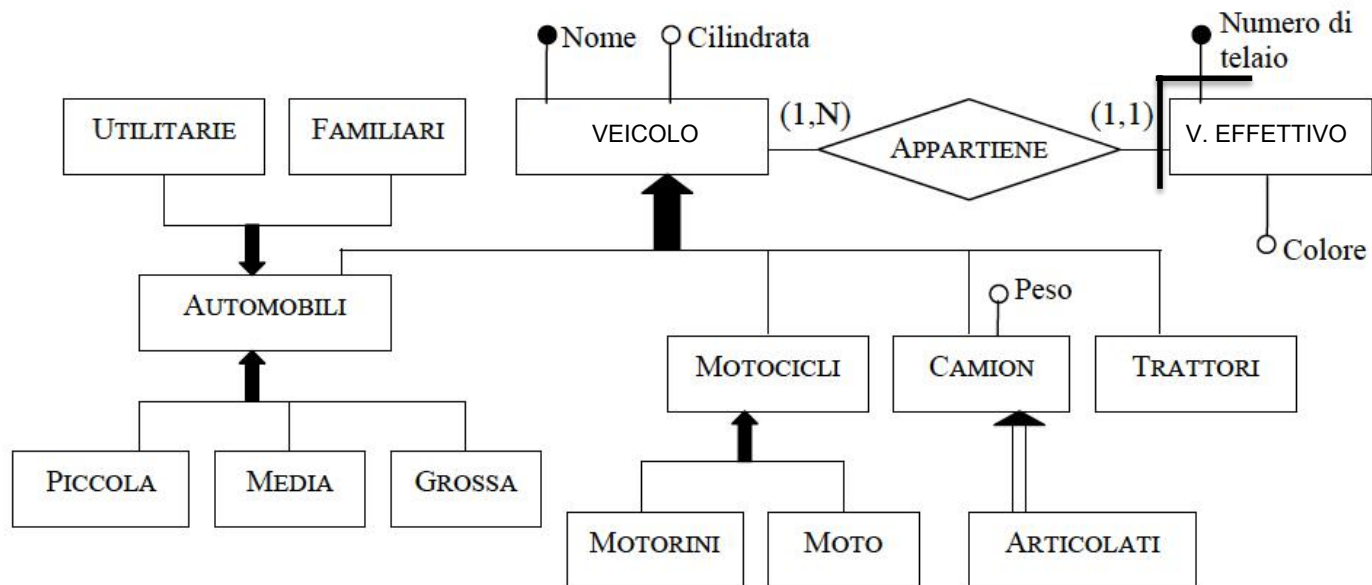 Nome
Cilindrata
Numero di
telaio
UTILITARIE
FAMILIARI
VEICOLO
(1,N)
APPARTIENE
(1,1)
V. EFFETTIVO
Colore
AUTOMOBILI
Peso
MOTOCICLI
CAMION
TRATTORI
PICCOLA
MEDIA
GROSSA
MOTORINI
MOTO
ARTICOLATI